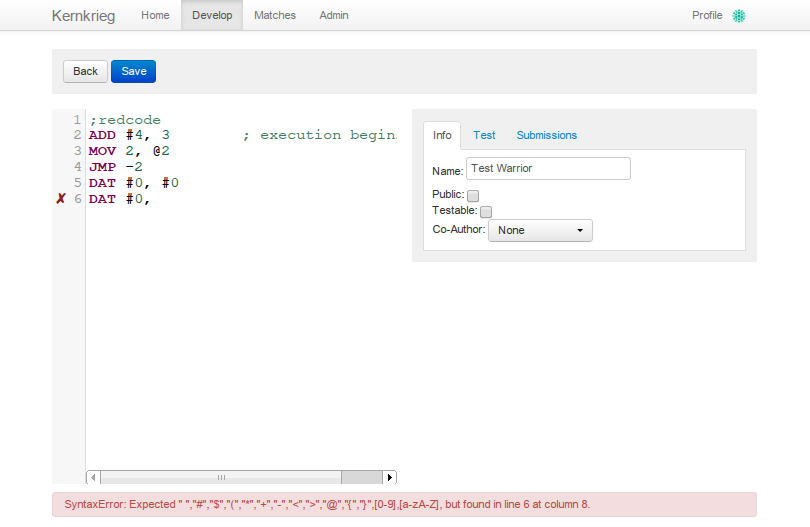 Kernkrieg Home Develop Matches Admin Profile
Back Save
1 ;redcode
2 ADD #4, 3 ; execution begins
3 MOV 2, @2
4 JMP -2
5 DAT #0, #0
✗ 6 DAT #0,
Info Test Submissions
Name: Test Warrior
Public:
Testable:
Co-Author: None
SyntaxError: Expected " ","#","$","(","*","+","-","<",">","@","{","}",[0-9],[a-zA-Z], but found in line 6 at column 8.